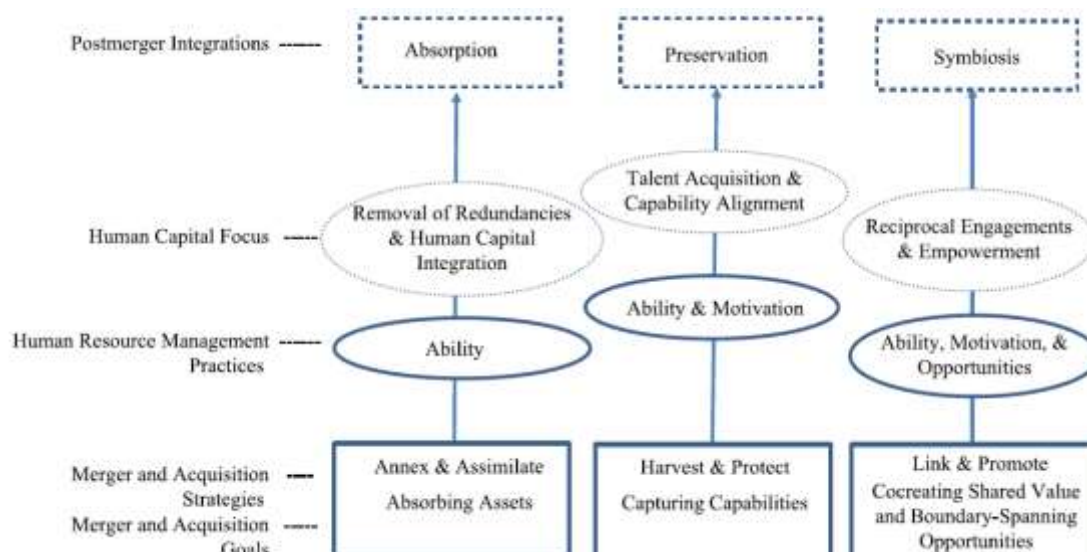 Postmerger Integrations
Absorption
Preservation
Symbiosis
Human Capital Focus
Removal of Redundancies
& Human Capital
Integration
Talent Acquisition &
Capability Alignment
Reciprocal Engagements
& Empowerment
Human Resource Management
Practices
Ability
Ability & Motivation
Ability, Motivation, &
Opportunities
Merger and Acquisition
Strategies
Annex & Assimilate
Harvest & Protect
Link & Promote
Merger and Acquisition
Goals
Absorbing Assets
Capturing Capabilities
Cocreating Shared Value
and Boundary-Spanning
Opportunities